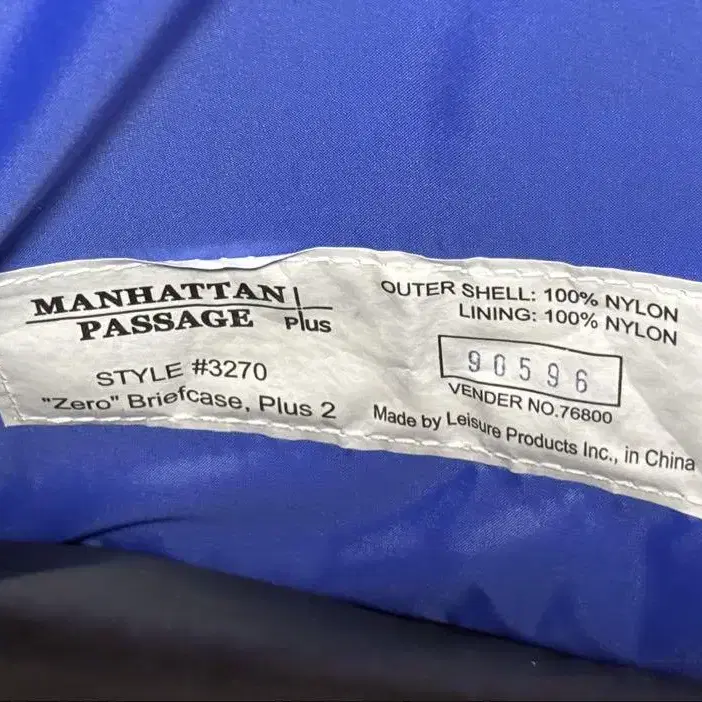 MANHATTAN
PASSAGE Plus
STYLE #3270
"Zero" Briefcase, Plus 2
OUTER SHELL: 100% NYLON
LINING: 100% NYLON
90596
VENDER NO.76800
Made by Leisure Products Inc., in China